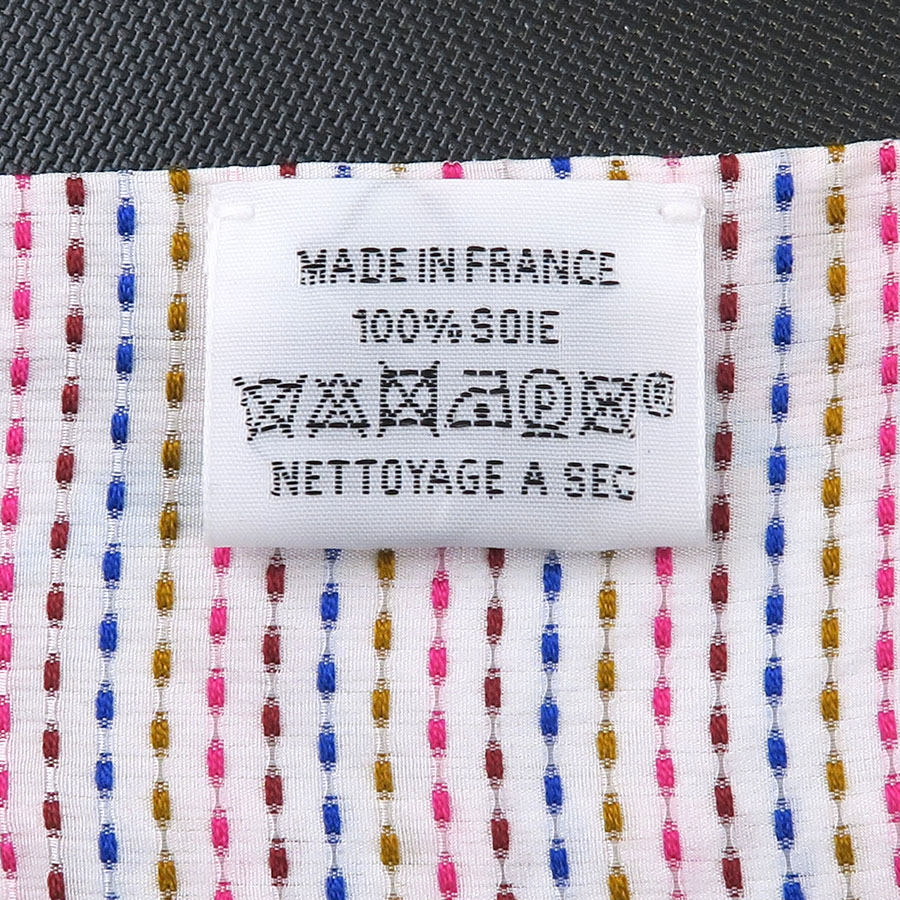 MADE IN FRANCE
100% SOIE
P
NETTOYAGE A SEC